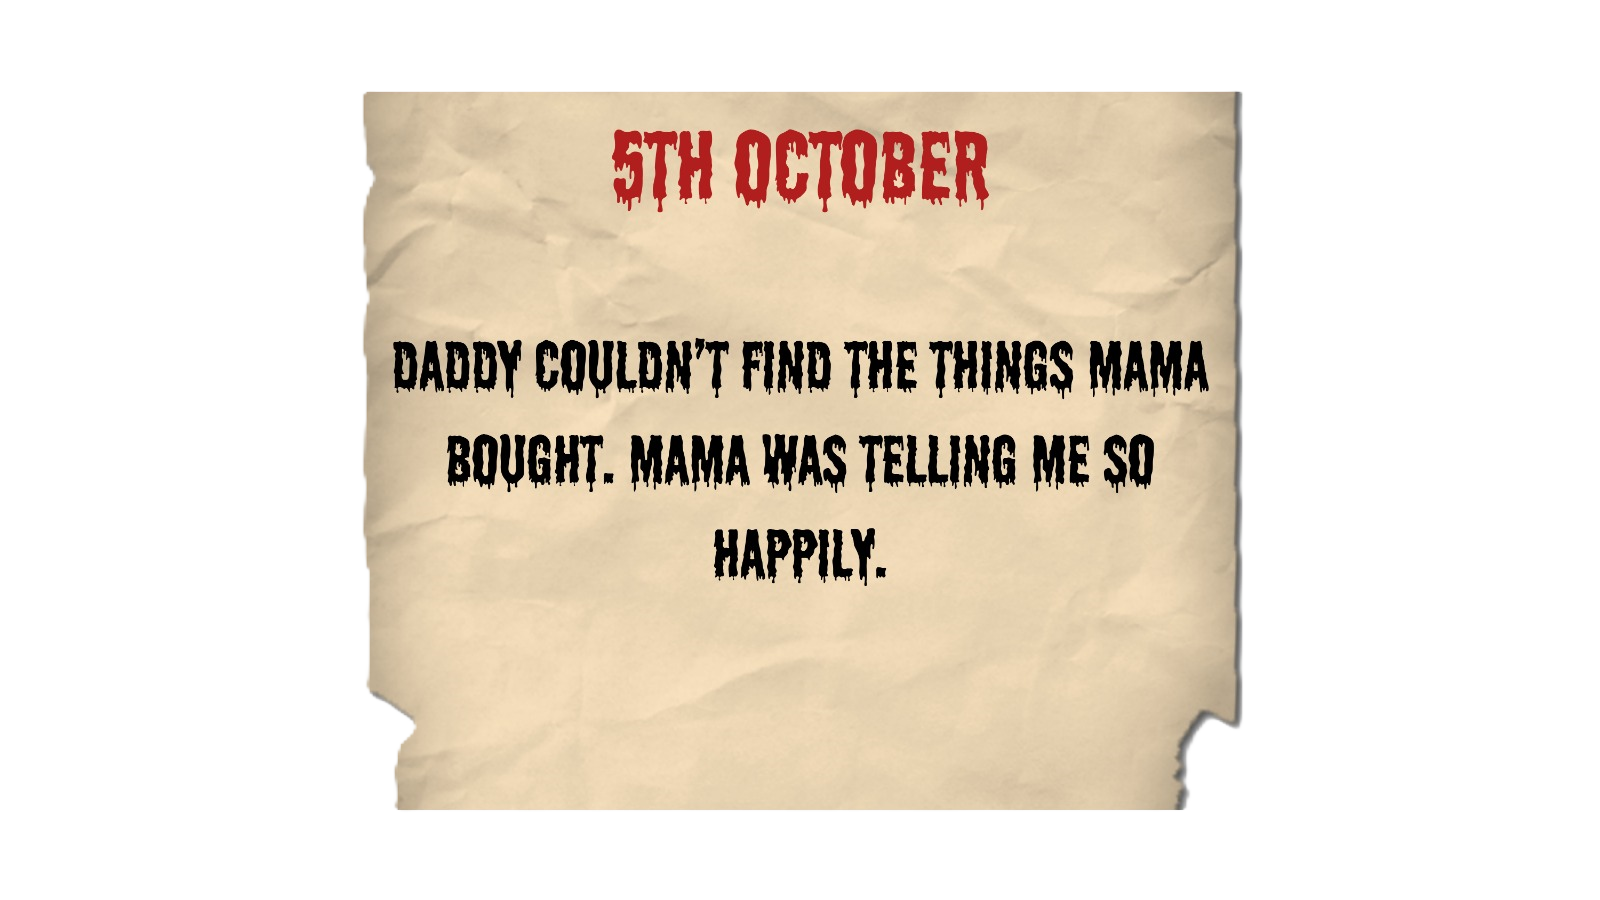 5TH OCTOBER
DADDY COULDN'T FIND THE THINGS MAMA
BOUGHT. MAMA WAS TELLING ME SO
HAPPILY.